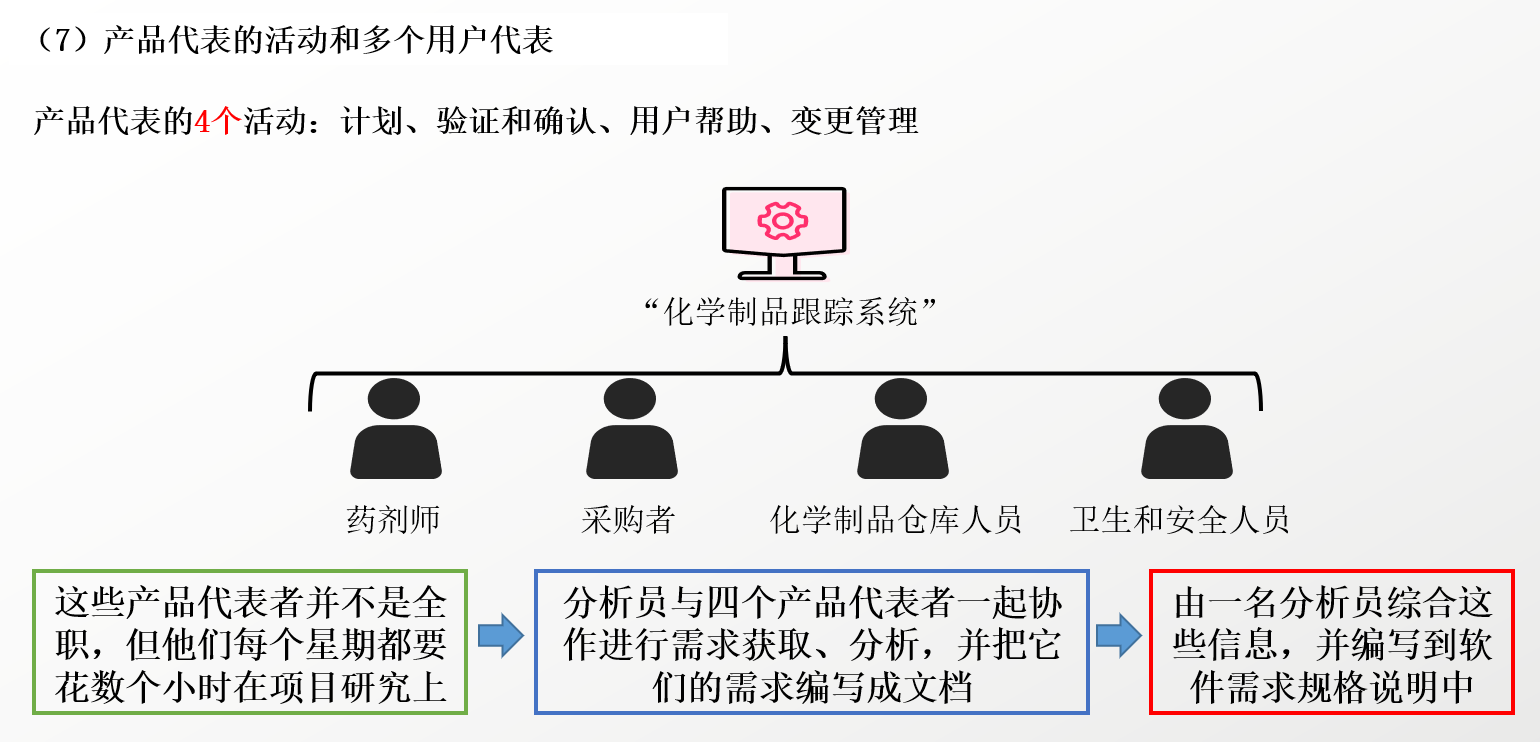 （7）产品代表的活动和多个用户代表
产品代表的4个活动：计划、验证和确认、用户帮助、变更管理
“化学制品跟踪系统”
药剂师
采购者
化学制品仓库人员
卫生和安全人员
这些产品代表者并不是全
职，但他们每个星期都要
花数个小时在项目研究上
分析员与四个产品代表者一起协
作进行需求获取、分析，并把它
们的需求编写成文档
由一名分析员综合这
些信息，并编写到软
件需求规格说明中